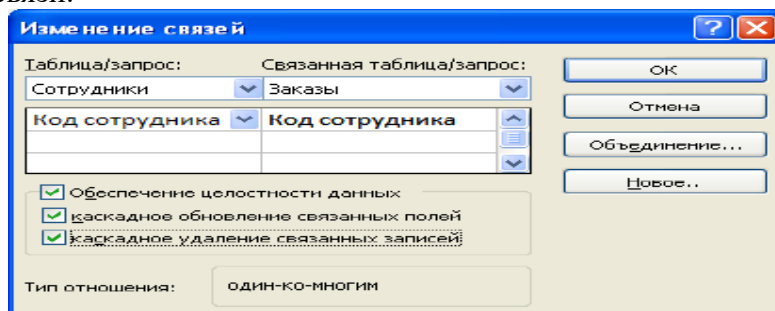 Изменение связей
Таблица/запрос: Связанная таблица/запрос:
Сотрудники Заказы
Код сотрудника Код сотрудника
Обеспечение целостности данных
каскадное обновление связанных полей
каскадное удаление связанных записей
Тип отношения: один-ко-многим
ОК
Отмена
Объединение...
Новое..